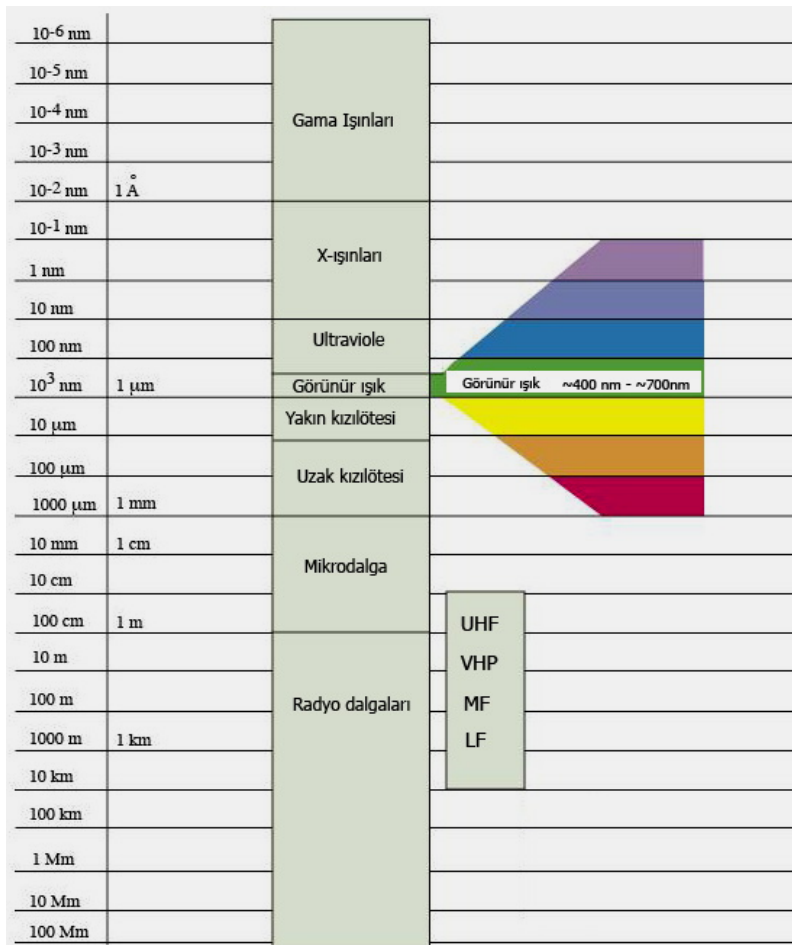 10-6 nm
10-5 nm
10-4 nm
Gama Işınları
10-3 nm
10-2 nm 1 Å
10-1 nm
X-ışınları
1 nm
10 nm
Ultraviole
100 nm
10³ nm 1 µm Görünür ışık Görünür ışık ~400 nm - ~700nm
10 µm Yakın kızılötesi
100 µm
Uzak kızılötesi
1000 µm 1 mm
10 mm 1 cm
Mikrodalga
10 cm
100 cm 1 m UHF
10 m VHP
100 m Radyo dalgaları MF
1000 m 1 km LF
10 km
100 km
1 Mm
10 Mm
100 Mm